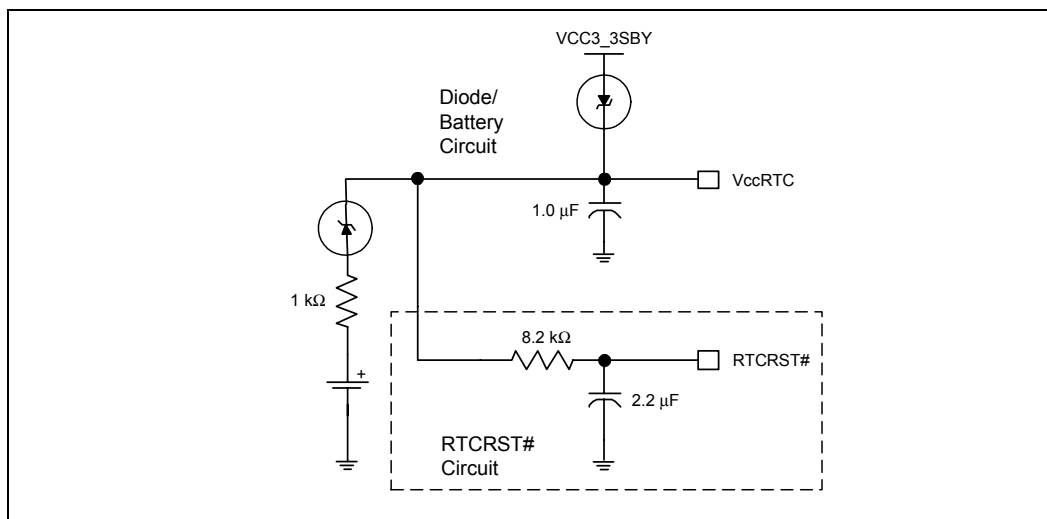 VCC3_3SBY
Diode/
Battery
Circuit
VccRTC
1.0 μF
1 kΩ
8.2 kΩ
RTCRST#
+
2.2 μF
RTCRST#
Circuit